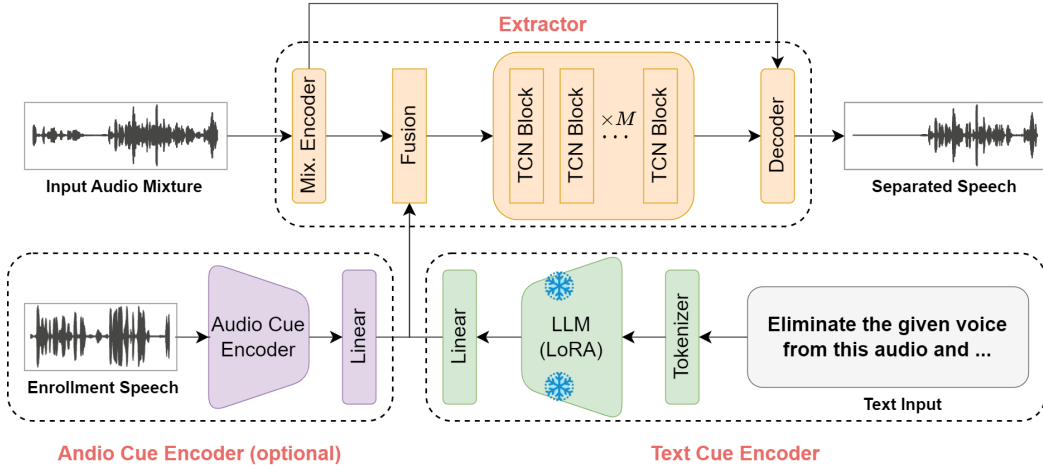 Extractor
Mix. Encoder
Fusion
TCN Block
TCN Block
×M
...
TCN Block
Decoder
Input Audio Mixture
Separated Speech
Audio Cue
Encoder
Linear
Enrollment Speech
Linear
LLM
(LoRA)
Tokenizer
Eliminate the given voice
from this audio and ...
Text Input
Andio Cue Encoder (optional)
Text Cue Encoder